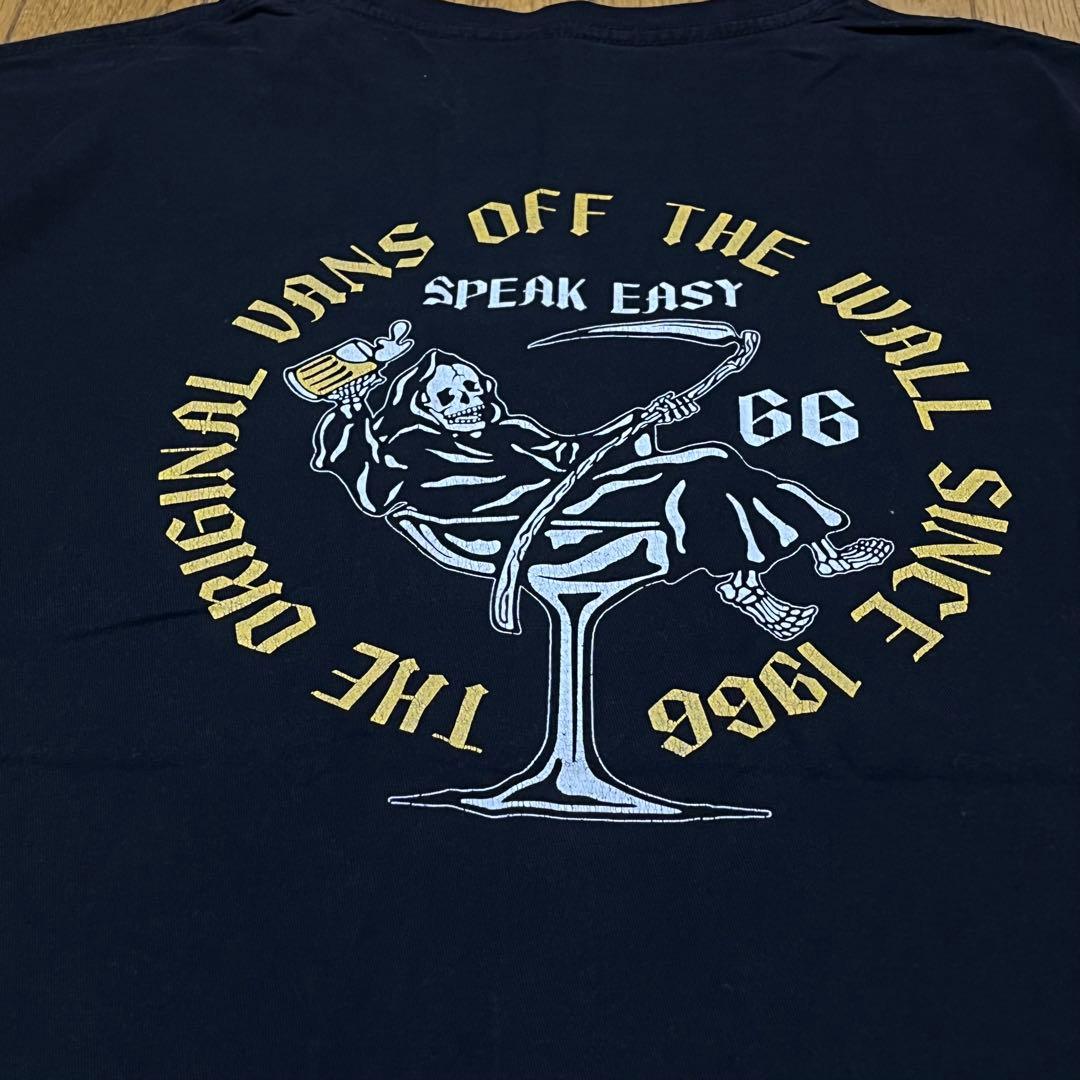 THE ORIGINAL VANS OFF THE WALL SINCE 1966
SPEAK EASY
66